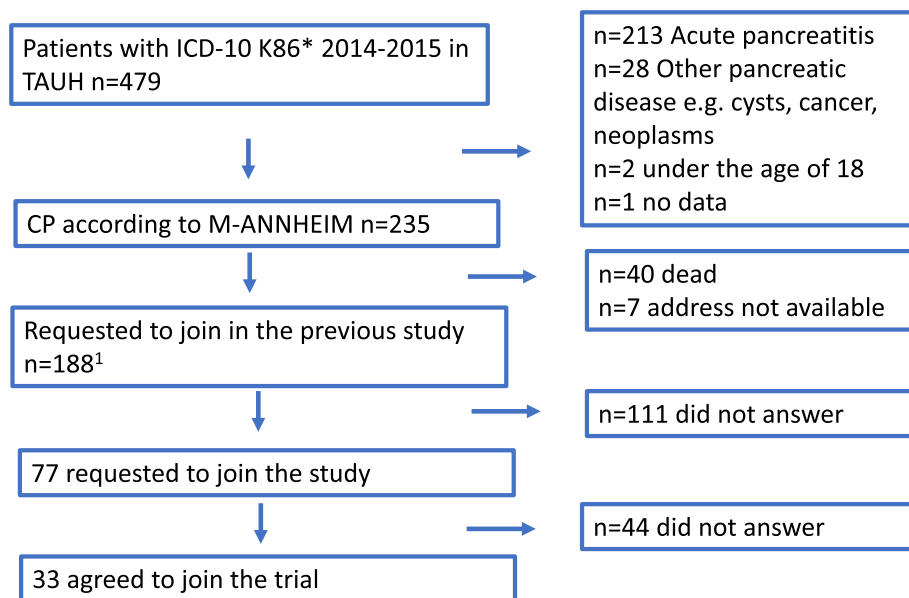 Patients with ICD-10 K86* 2014-2015 in
TAUH n=479
n=213 Acute pancreatitis
n=28 Other pancreatic
disease e.g. cysts, cancer,
neoplasms
n=2 under the age of 18
n=1 no data
CP according to M-ANNHEIM n=235
n=40 dead
n=7 address not available
Requested to join in the previous study
n=188¹
n=111 did not answer
77 requested to join the study
n=44 did not answer
33 agreed to join the trial